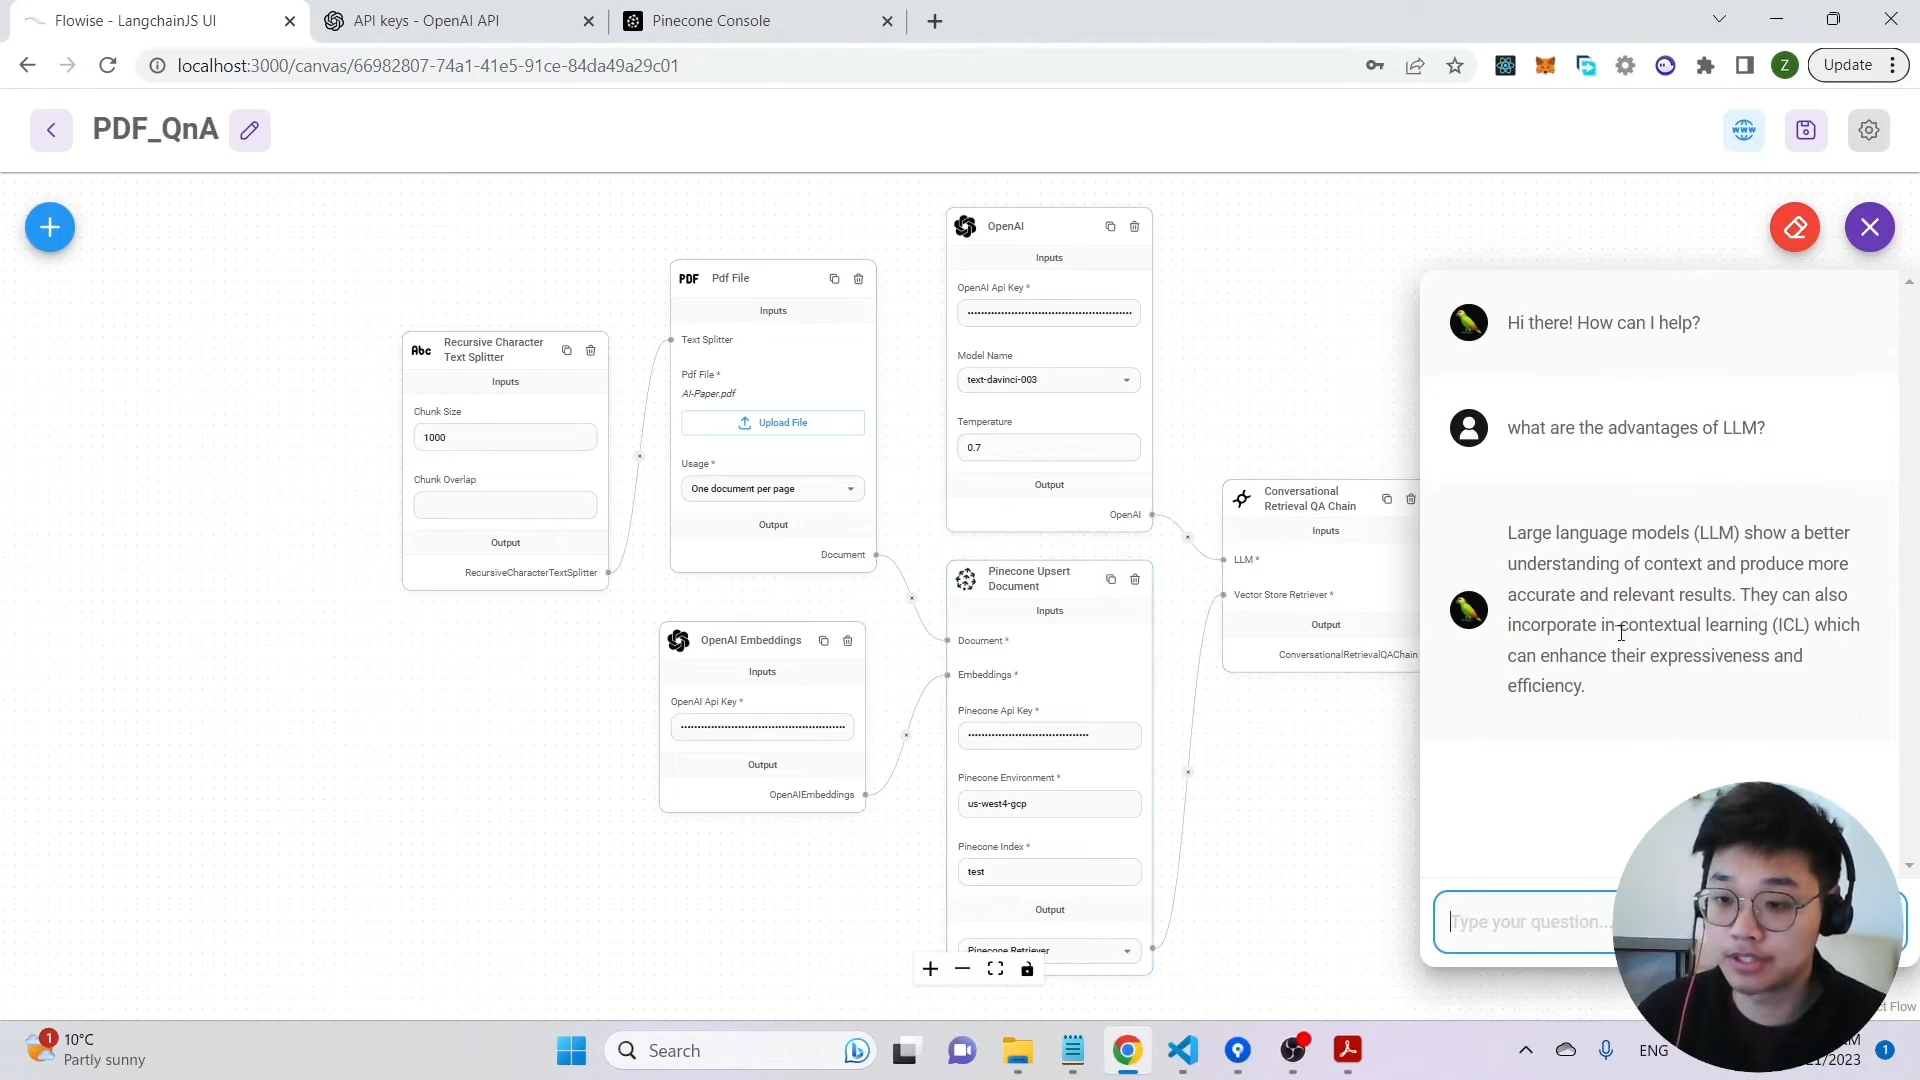 Flowise - LangchainJS UI
API keys - OpenAI API
Pinecone Console
localhost:3000/canvas/66982807-74a1-41e5-91ce-84da49a29c01
Z
Update
PDF_QnA
WWW
Abc
Recursive Character
Text Splitter
Inputs
Chunk Size
1000
Chunk Overlap
Output
RecursiveCharacterTextSplitter
PDF
Pdf File
Inputs
Text Splitter
Pdf File *
AI-Paper.pdf
Upload File
Usage *
One document per page
Output
Document
OpenAI Embeddings
Inputs
OpenAI Api Key *
Output
OpenAIEmbeddings
OpenAI
Inputs
OpenAI Api Key *
Model Name
text-davinci-003
Temperature
0.7
Output
OpenAI
Pinecone Upsert
Document
Inputs
Document *
Embeddings *
Pinecone Api Key *
Pinecone Environment *
us-west4-gcp
Pinecone Index *
test
Output
Pinecone Retriever
Conversational
Retrieval QA Chain
Inputs
LLM *
Vector Store Retriever *
Output
ConversationalRetrievalQAChain
Hi there! How can I help?
what are the advantages of LLM?
Large language models (LLM) show a better
understanding of context and produce more
accurate and relevant results. They can also
incorporate in-contextual learning (ICL) which
can enhance their expressiveness and
efficiency.
Type your question...
Flow
1
10°C
Partly sunny
Search
ENG
/2023
1